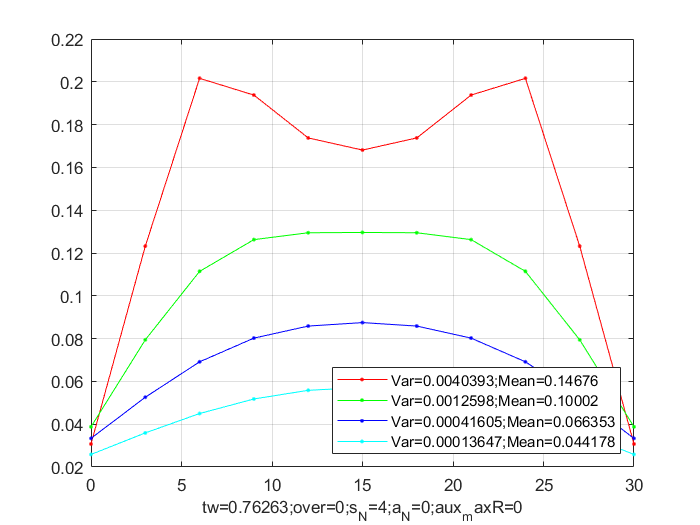 0.22
0.2
0.18
0.16
0.14
0.12
0.1
0.08
0.06
0.04
0.02
Var=0.0040393;Mean=0.14676
Var=0.0012598;Mean=0.10002
Var=0.00041605;Mean=0.066353
Var=0.00013647;Mean=0.044178
0 5 10 15 20 25 30
tw=0.76263;over=0;s_N=4;a_N=0;aux_maxR=0